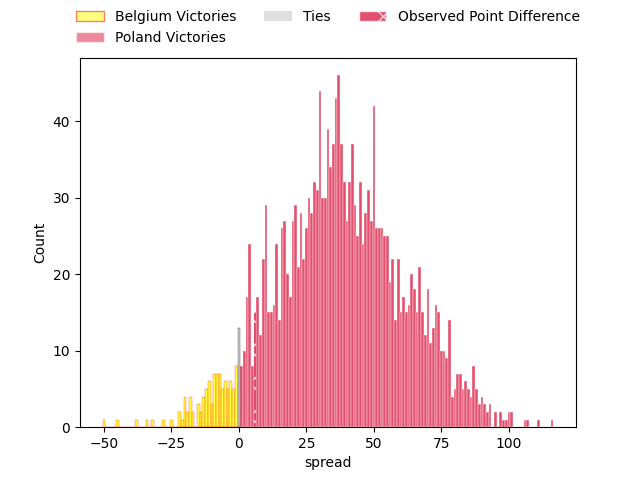 Belgium Victories
Ties
Observed Point Difference
Poland Victories
Count
40
30
20
10
0
−50
−25
0
25
50
75
100
spread